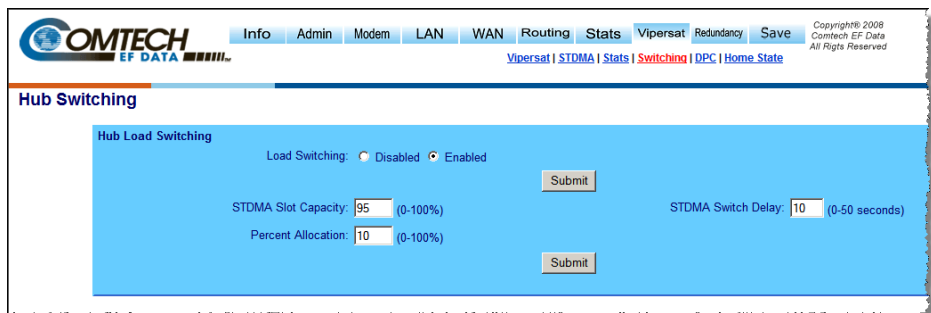 COMTECH
EF DATA
Info Admin Modem LAN WAN Routing Stats Vipersat Redundancy Save
Copyright® 2008
Comtech EF Data
All Rigts Reserved
Vipersat | STDMA | Stats | Switching | DPC | Home State
Hub Switching
Hub Load Switching
Load Switching: Disabled Enabled
Submit
STDMA Slot Capacity: 95 (0-100%) STDMA Switch Delay: 10 (0-50 seconds)
Percent Allocation: 10 (0-100%)
Submit